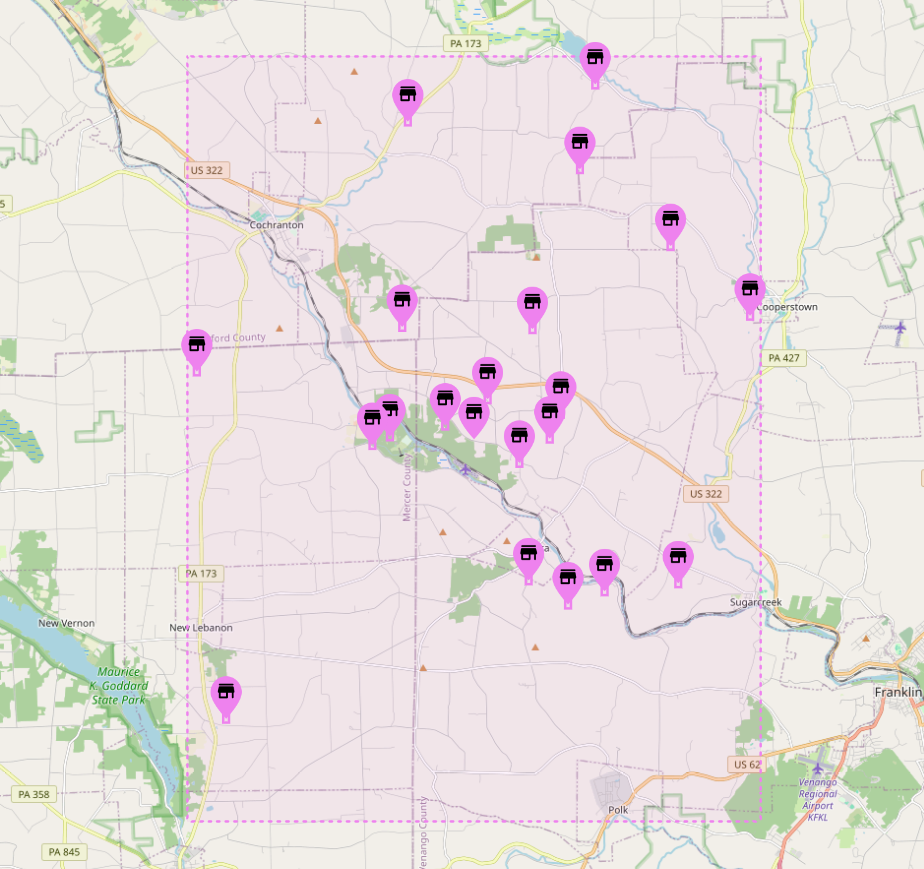 PA 173
US 322
5
Cochranton
Cooperstown
ford County
PA 427
Mercer County
US 322
a
PA 173
Sugarcreek
New Vernon
New Lebanon
Maurice
K. Goddard
State Park
Franklin
US 62
Venango
Regional
Airport
KFKL
PA 358
Polk
Venango County
PA 845